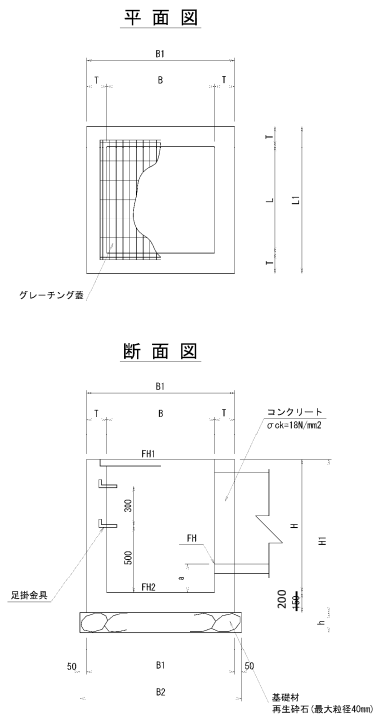 平面図
B1
T
B
T
T
L
T
L1
グレーチング蓋
断面図
B1
T
B
T
コンクリート
σck=18N/mm2
FH1
300
500
FH
a
FH2
H
H1
200
150
h
足掛金具
50
B1
50
B2
基礎材
再生砕石(最大粒径40mm)